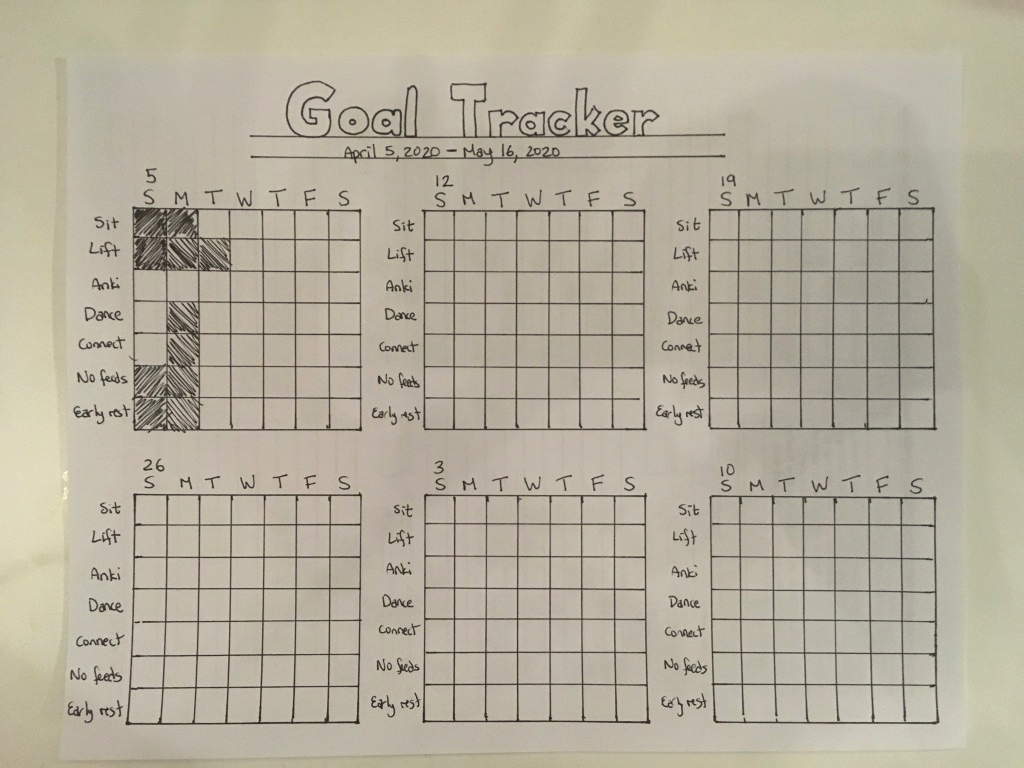 Goal Tracker
April 5, 2020 - May 16, 2020
5
S M T W T F S
Sit
Lift
Anki
Dance
Connect
No feeds
Early rest
12
S M T W T F S
Sit
Lift
Anki
Dance
Connect
No feeds
Early rest
19
S M T W T F S
Sit
Lift
Anki
Dance
Connect
No feeds
Early rest
26
S M T W T F S
Sit
Lift
Anki
Dance
Connect
No feeds
Early rest
3
S M T W T F S
Sit
Lift
Anki
Dance
Connect
No feeds
Early rest
10
S M T W T F S
Sit
Lift
Anki
Dance
Connect
No feeds
Early rest